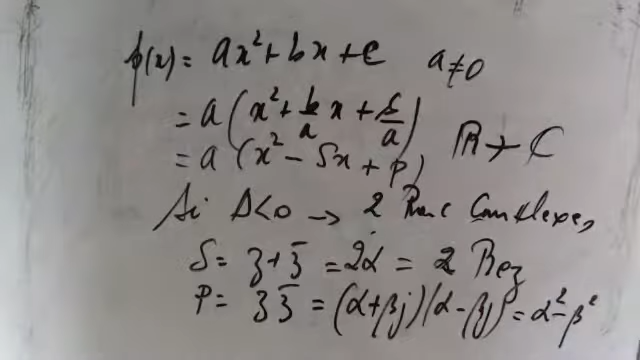 p(x) = ax² + bx + c a≠0
= a(x² + b/a x + c/a)
= a(x² - Sx + P) R → C
Si Δ<0 → 2 Rac Complexes
S = z + z̄ = 2α = 2 Re z
P = z z̄ = (α+βj)(α-βj) = α² - β²